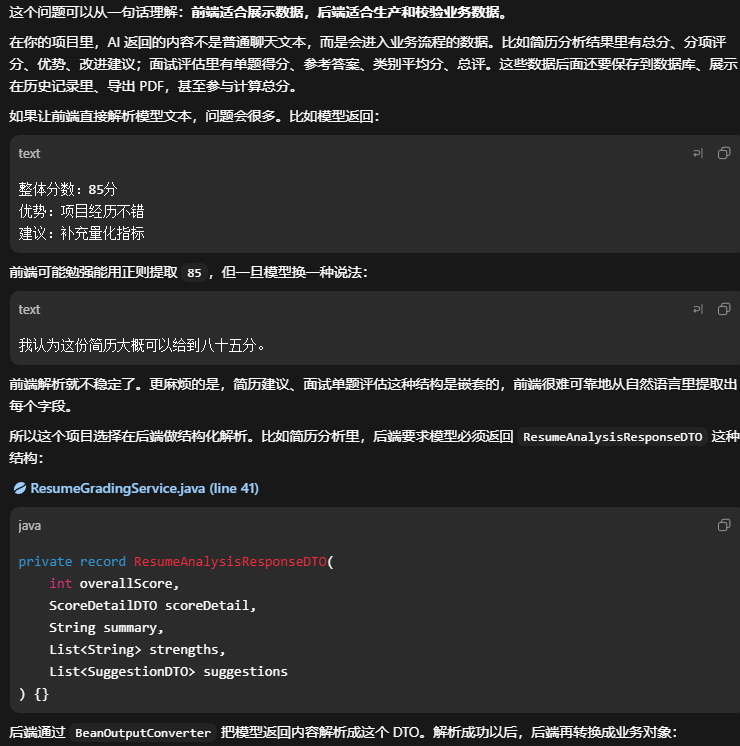 这个问题可以从一句话理解：前端适合展示数据，后端适合生产和校验业务数据。
在你的项目里，AI 返回的内容不是普通聊天文本，而是会进入业务流程的数据。比如简历分析结果里有总分、分项评
分、优势、改进建议；面试评估里有单题得分、参考答案、类别平均分、总评。这些数据后面还要保存到数据库、展示
在历史记录里、导出 PDF，甚至参与计算总分。
如果让前端直接解析模型文本，问题会很多。比如模型返回：
text
整体分数：85分
优势：项目经历不错
建议：补充量化指标
前端可能勉强能用正则提取 85 ，但一旦模型换一种说法：
text
我认为这份简历大概可以给到八十五分。
前端解析就不稳定了。更麻烦的是，简历建议、面试单题评估这种结构是嵌套的，前端很难可靠地从自然语言里提取出
每个字段。
所以这个项目选择在后端做结构化解析。比如简历分析里，后端要求模型必须返回 ResumeAnalysisResponseDTO 这种
结构：
ResumeGradingService.java (line 41)
java
private record ResumeAnalysisResponseDTO(
    int overallScore,
    ScoreDetailDTO scoreDetail,
    String summary,
    List<String> strengths,
    List<SuggestionDTO> suggestions
) {}
后端通过 BeanOutputConverter 把模型返回内容解析成这个 DTO。解析成功以后，后端再转换成业务对象：